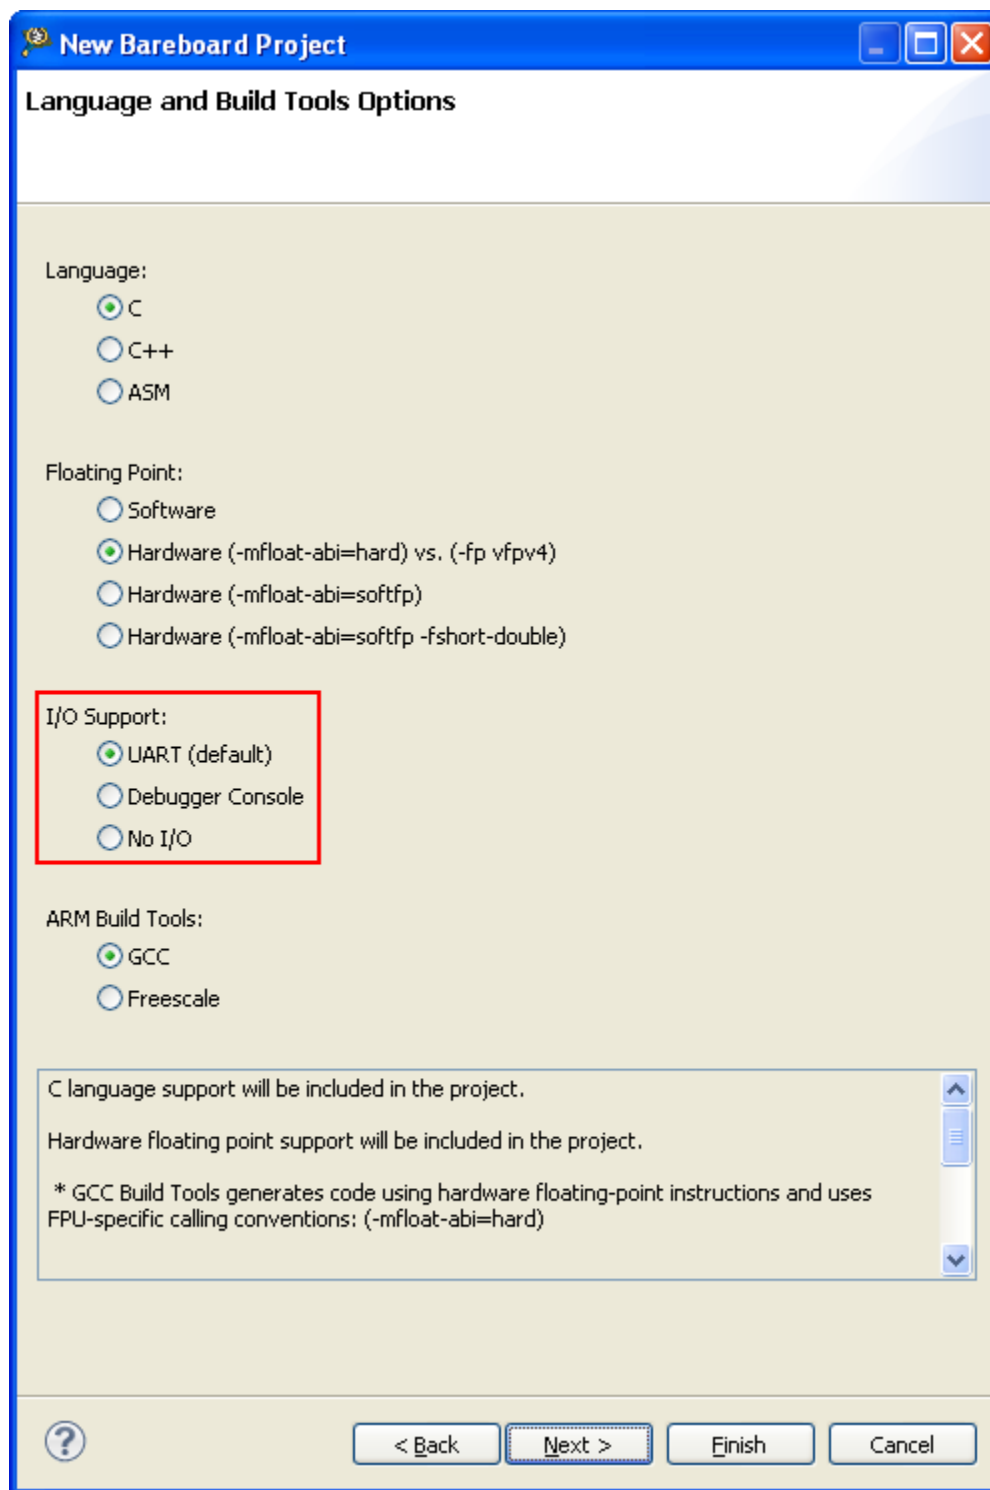 New Bareboard Project
Language and Build Tools Options
Language:
C
C++
ASM
Floating Point:
Software
Hardware (-mfloat-abi=hard) vs. (-fp vfpv4)
Hardware (-mfloat-abi=softfp)
Hardware (-mfloat-abi=softfp -fshort-double)
I/O Support:
UART (default)
Debugger Console
No I/O
ARM Build Tools:
GCC
Freescale
C language support will be included in the project.
Hardware floating point support will be included in the project.
* GCC Build Tools generates code using hardware floating-point instructions and uses
FPU-specific calling conventions: (-mfloat-abi=hard)
? < Back Next > Finish Cancel